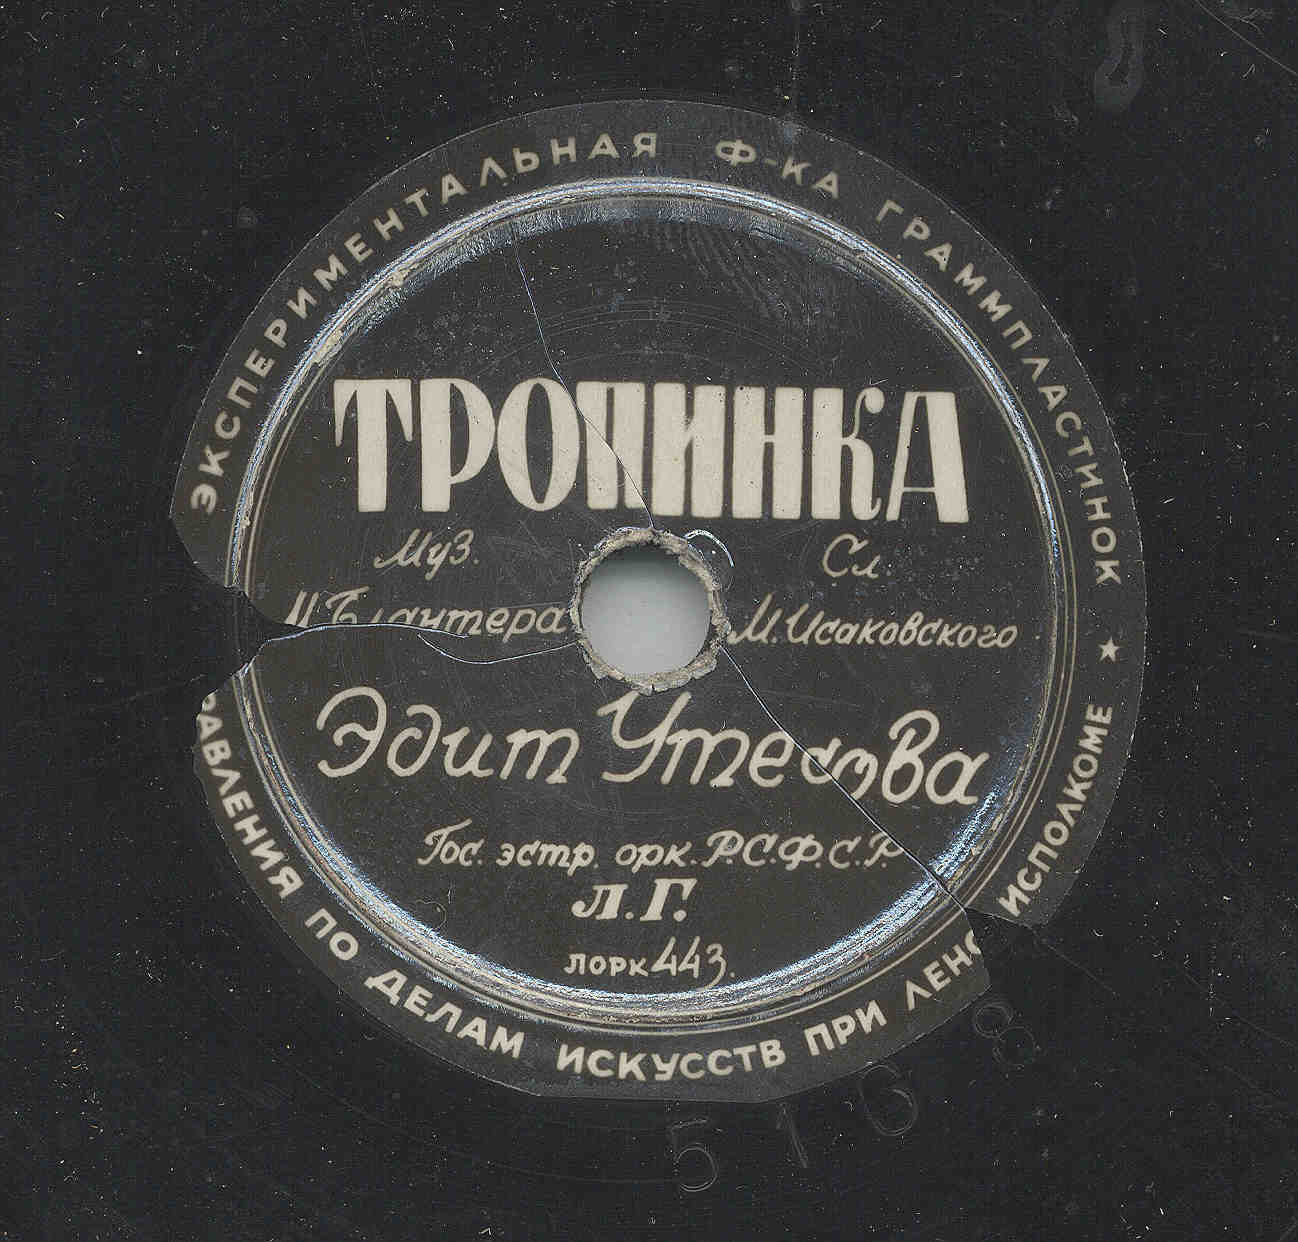 ЭКСПЕРИМЕНТАЛЬНАЯ Ф-КА ГРАММПЛАСТИНОК ★
ТРОПИНКА
Муз. Сл.
М.Исаковского
Эдит Утесова
Гос. эстр. орк. Р.С.Ф.С.Р
Л.Г.
ЛОРК 443.
ПО ДЕЛАМ ИСКУССТВ ПРИ ИСПОЛКОМЕ
5168